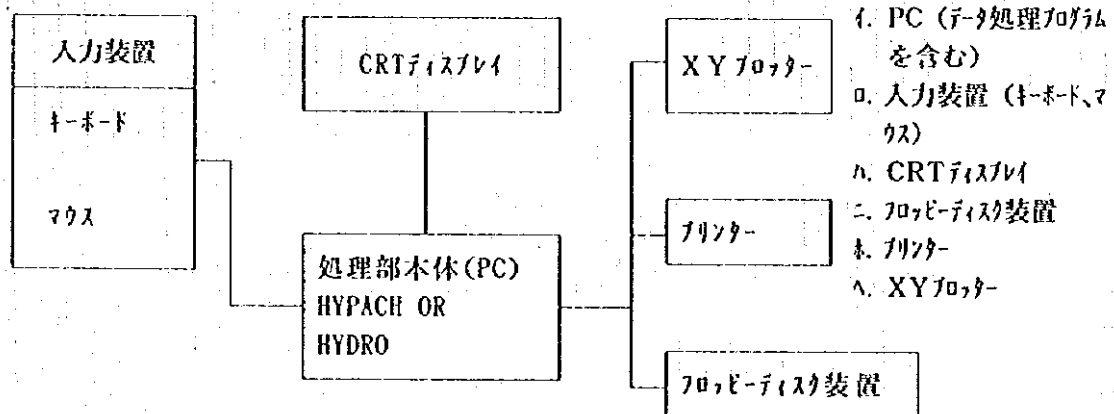 入力装置
キーボード
マウス
CRTディスプレイ
処理部本体(PC)
HYPACH OR
HYDRO
XYプロッター
プリンター
フロッピーディスク装置
イ. PC (データ処理プログラム
を含む)
ロ. 入力装置 (キーボード、マ
ウス)
ハ. CRTディスプレイ
ニ. フロッピーディスク装置
ホ. プリンター
ヘ. XYプロッター